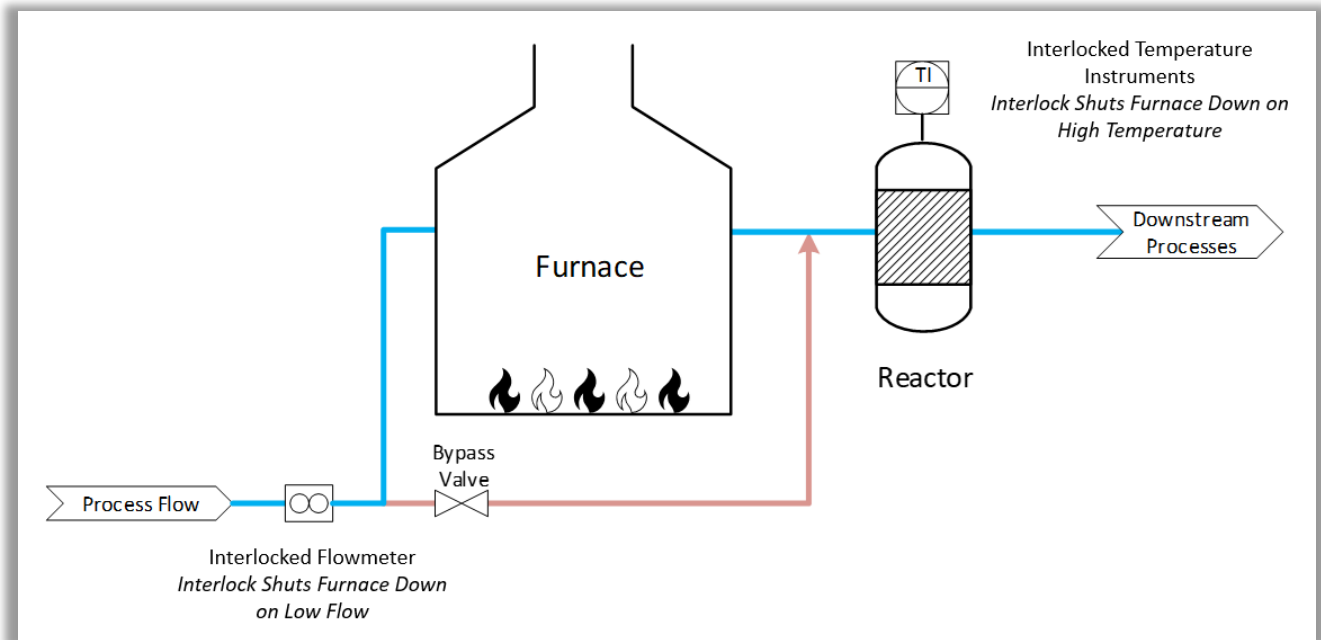 Interlocked Temperature
Instruments
Interlock Shuts Furnace Down on
High Temperature
TI
Downstream
Processes
Furnace
Reactor
Bypass
Valve
Process Flow
Interlocked Flowmeter
Interlock Shuts Furnace Down
on Low Flow